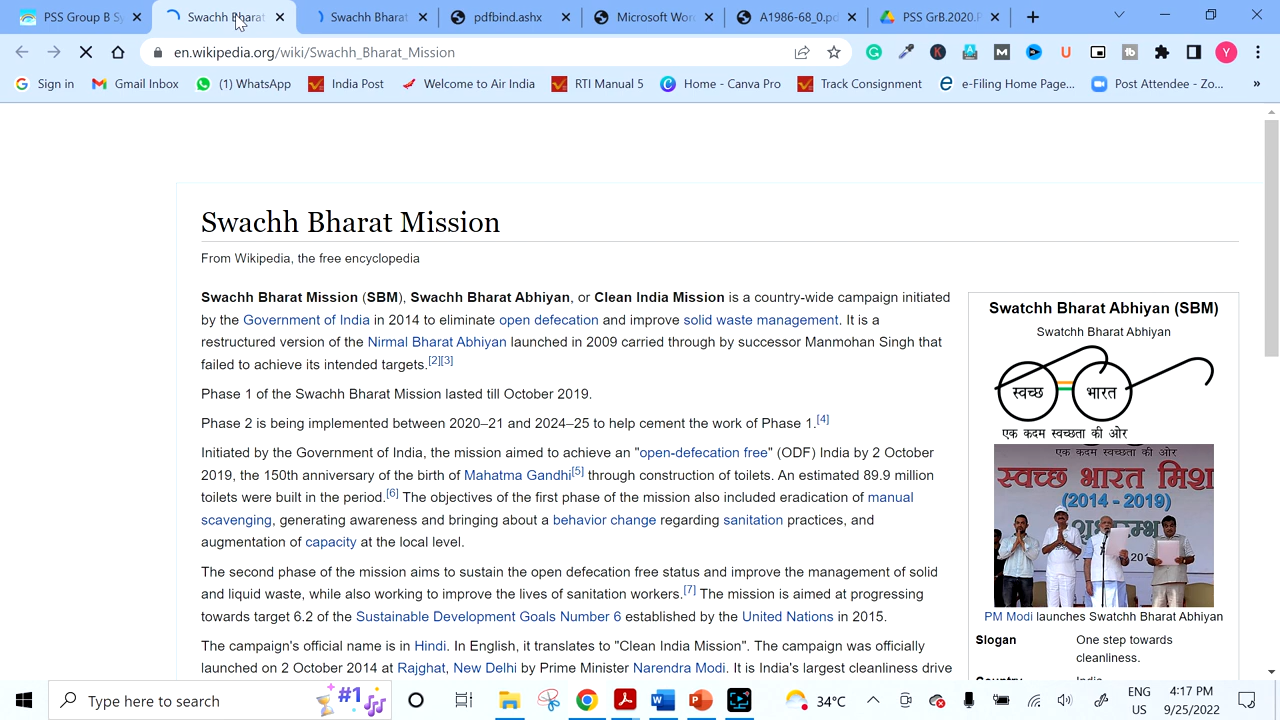 PSS Group B Sy
Swachh Bharat
Swachh Bharat
pdfbind.ashx
Microsoft Wor
A1986-68_0.pd
PSS GrB.2020.P
en.wikipedia.org/wiki/Swachh_Bharat_Mission
Sign in
Gmail Inbox
(1) WhatsApp
India Post
Welcome to Air India
RTI Manual 5
Home - Canva Pro
Track Consignment
e-Filing Home Page...
Post Attendee - Zo...
»
Swachh Bharat Mission
From Wikipedia, the free encyclopedia
Swachh Bharat Mission (SBM), Swachh Bharat Abhiyan, or Clean India Mission is a country-wide campaign initiated
by the Government of India in 2014 to eliminate open defecation and improve solid waste management. It is a
restructured version of the Nirmal Bharat Abhiyan launched in 2009 carried through by successor Manmohan Singh that
failed to achieve its intended targets.[2][3]
Phase 1 of the Swachh Bharat Mission lasted till October 2019.
Phase 2 is being implemented between 2020–21 and 2024–25 to help cement the work of Phase 1.[4]
Initiated by the Government of India, the mission aimed to achieve an "open-defecation free" (ODF) India by 2 October
2019, the 150th anniversary of the birth of Mahatma Gandhi[5] through construction of toilets. An estimated 89.9 million
toilets were built in the period.[6] The objectives of the first phase of the mission also included eradication of manual
scavenging, generating awareness and bringing about a behavior change regarding sanitation practices, and
augmentation of capacity at the local level.
The second phase of the mission aims to sustain the open defecation free status and improve the management of solid
and liquid waste, while also working to improve the lives of sanitation workers.[7] The mission is aimed at progressing
towards target 6.2 of the Sustainable Development Goals Number 6 established by the United Nations in 2015.
The campaign's official name is in Hindi. In English, it translates to "Clean India Mission". The campaign was officially
launched on 2 October 2014 at Rajghat, New Delhi by Prime Minister Narendra Modi. It is India's largest cleanliness drive
Swatchh Bharat Abhiyan (SBM)
Swatchh Bharat Abhiyan
स्वच्छ भारत
एक कदम स्वच्छता की ओर
एक कदम स्वच्छता की ओर
स्वच्छ भारत मिश
(2014 - 2019)
PM Modi launches Swatchh Bharat Abhiyan
Slogan One step towards
cleanliness.
Type here to search
#1
34°C
ENG
US
4:17 PM
9/25/2022